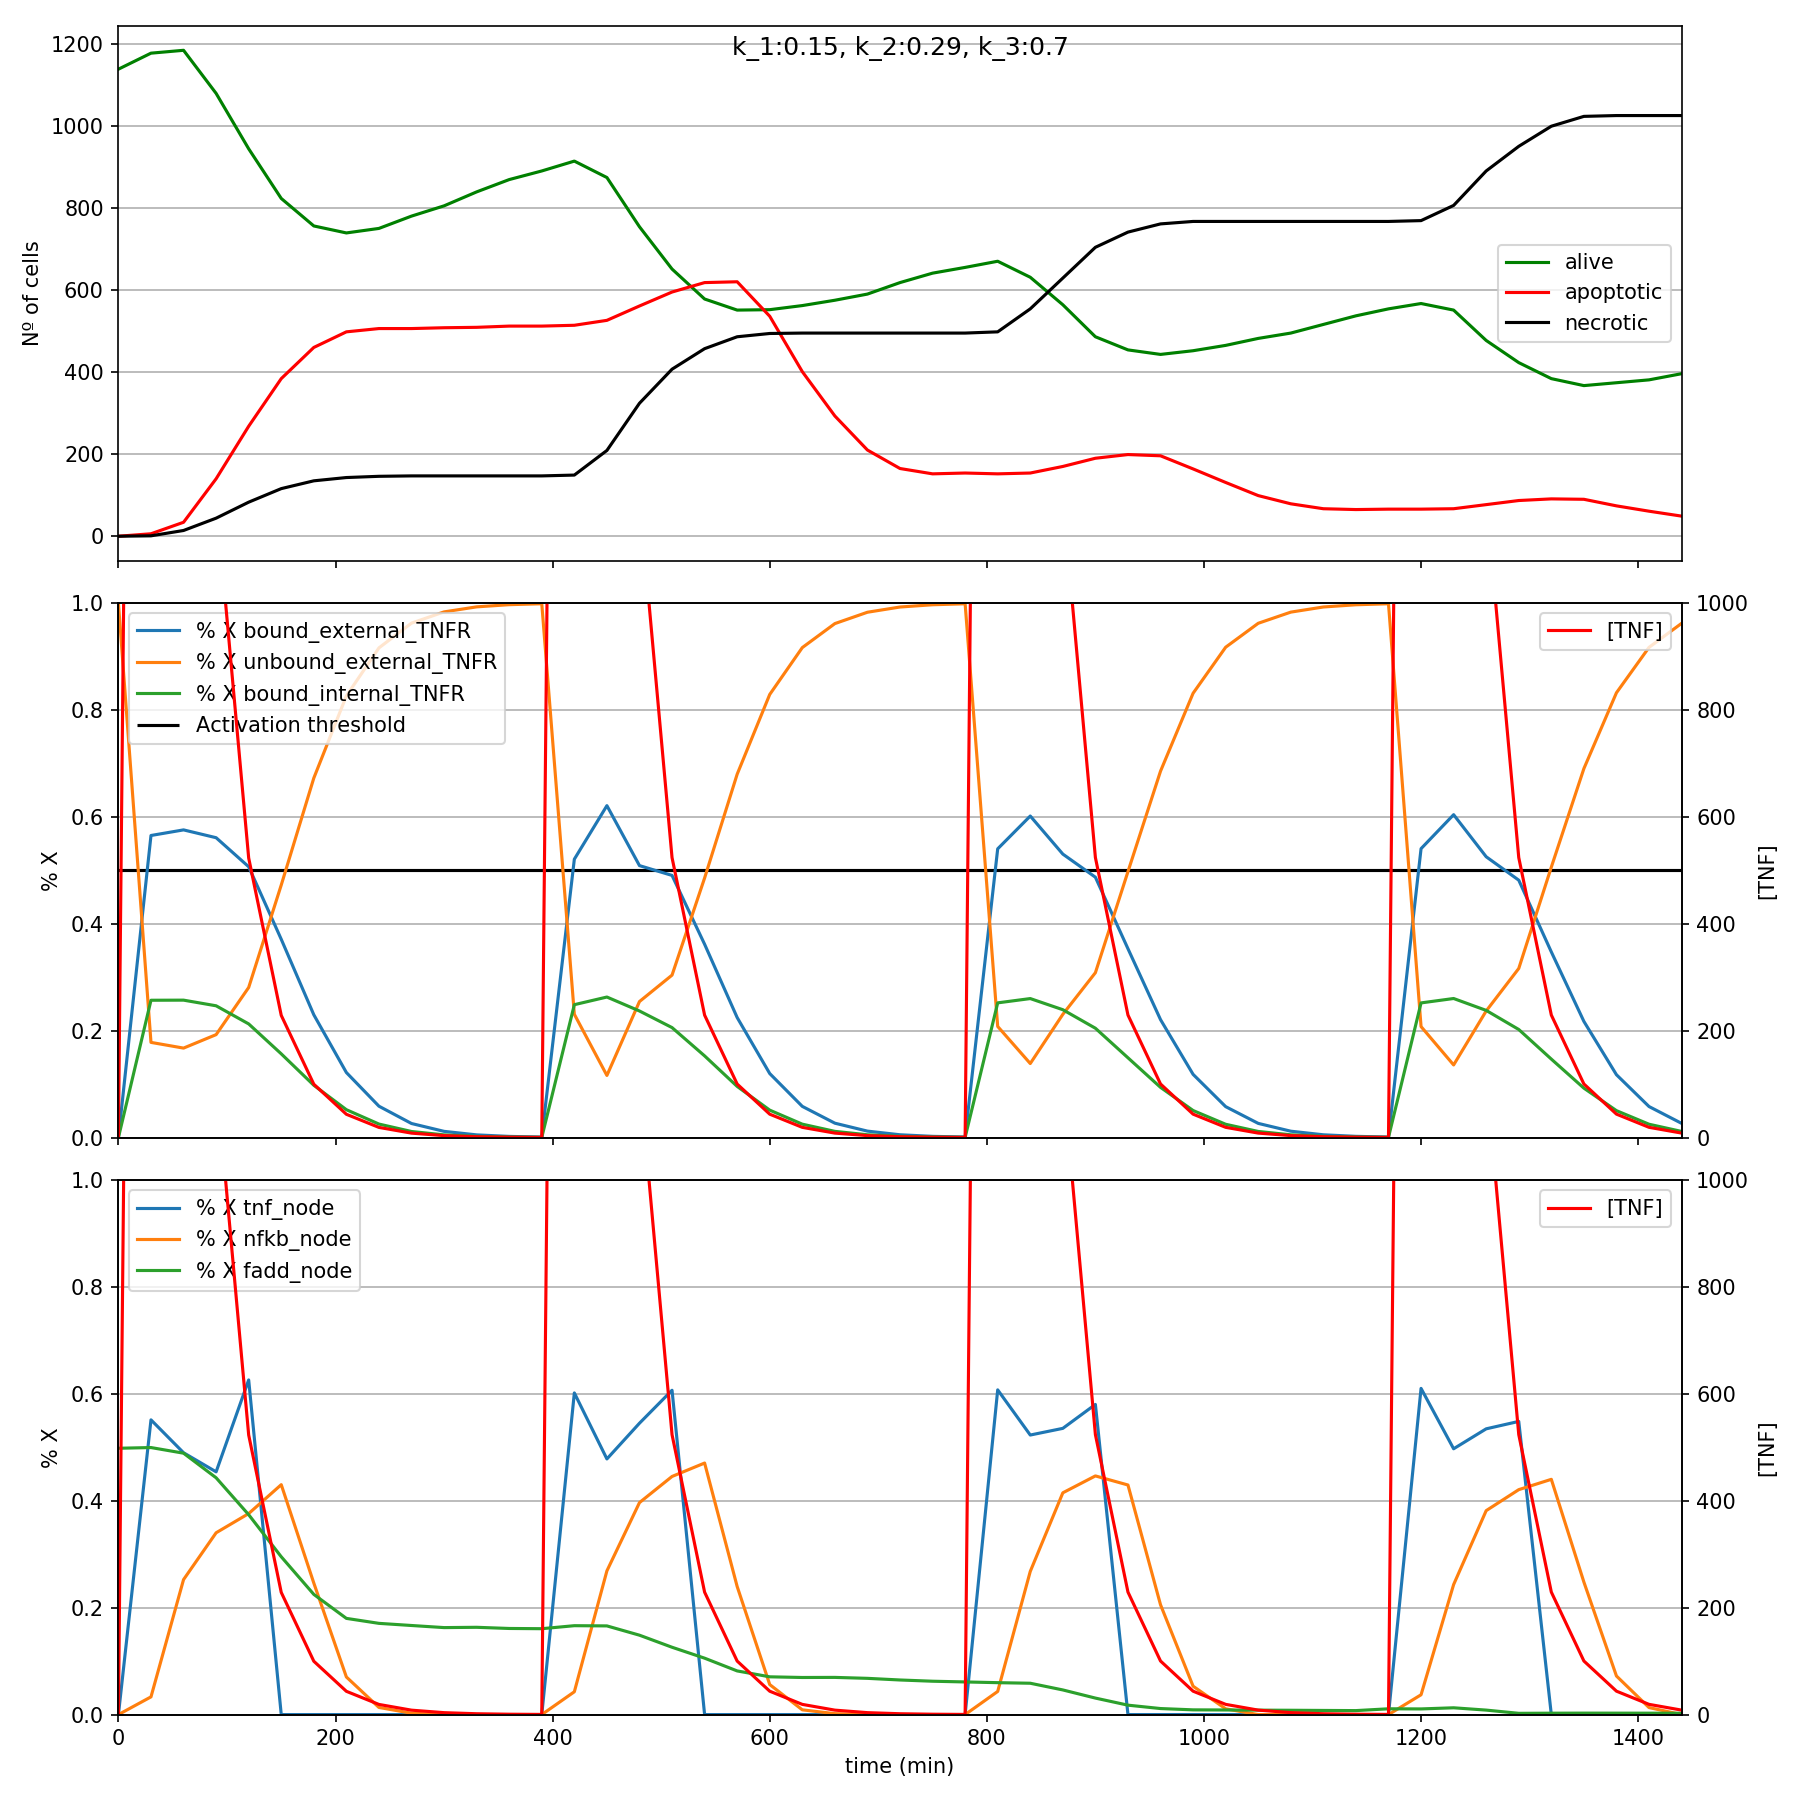 k_1:0.15, k_2:0.29, k_3:0.7
1200
1000
800
600
400
200
0
Nº of cells
alive
apoptotic
necrotic
1.0
0.8
0.6
0.4
0.2
0.0
% X
% X bound_external_TNFR
% X unbound_external_TNFR
% X bound_internal_TNFR
Activation threshold
[TNF]
1000
800
600
400
200
0
[TNF]
1.0
0.8
0.6
0.4
0.2
0.0
% X
% X tnf_node
% X nfkb_node
% X fadd_node
[TNF]
1000
800
600
400
200
0
[TNF]
0 200 400 600 800 1000 1200 1400
time (min)